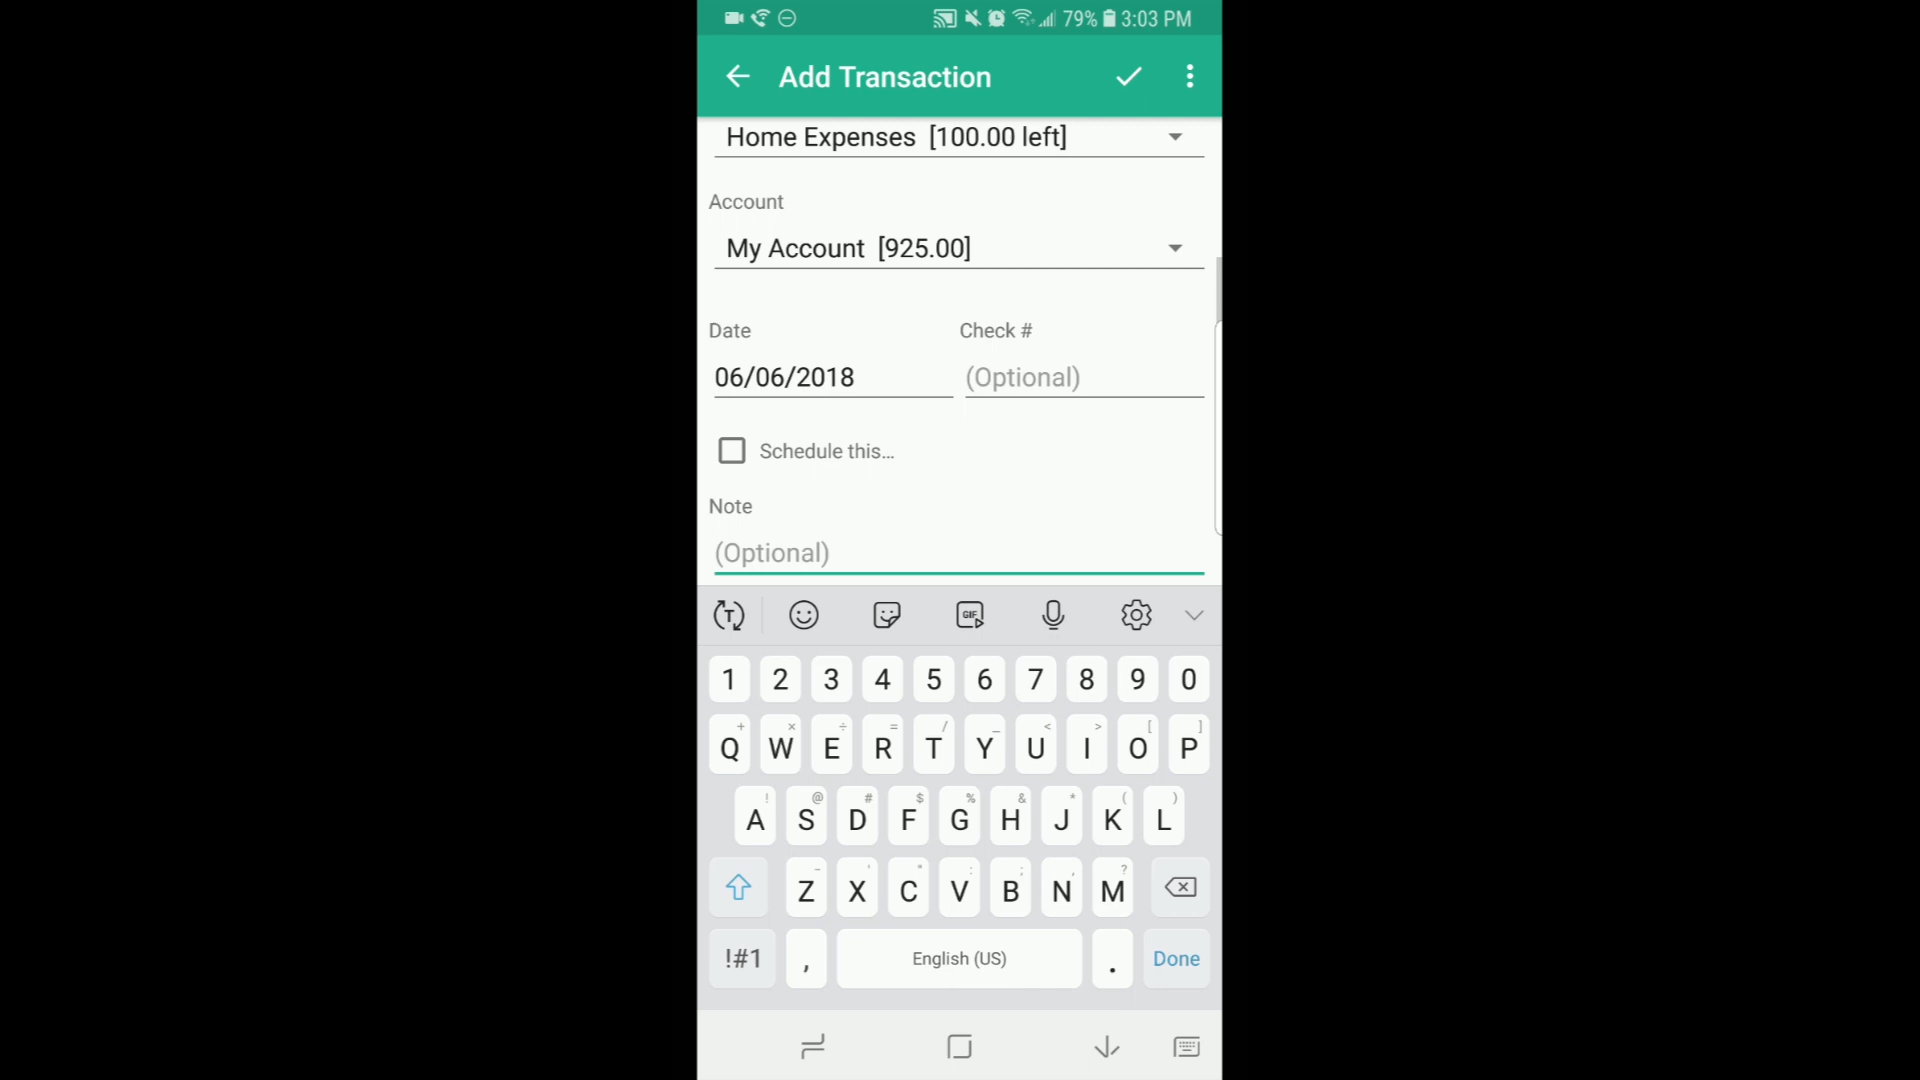 79% 3:03 PM
Add Transaction
Home Expenses [100.00 left]
Account
My Account [925.00]
Date Check #
06/06/2018 (Optional)
Schedule this...
Note
(Optional)
T GIF
1 2 3 4 5 6 7 8 9 0
+ × ÷ = / _ < > [ ]
Q W E R T Y U I O P
! @ # $ % & * ( )
A S D F G H J K L
- ' " : ; , ?
Z X C V B N M
!#1 , English (US) . Done